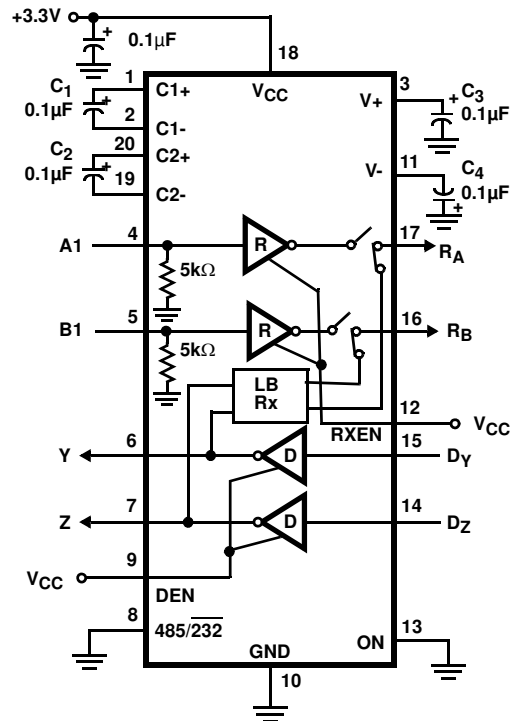 +3.3V
0.1µF
18
VCC
C1
0.1µF
1
C1+
2
C1-
C2
0.1µF
20
C2+
19
C2-
3
V+
C3
0.1µF
11
V-
C4
0.1µF
A1
4
5kΩ
R
17
RA
B1
5
5kΩ
R
16
RB
LB
Rx
12
RXEN
VCC
Y
6
D
15
DY
Z
7
D
14
DZ
VCC
9
DEN
8
485/232
13
ON
GND
10